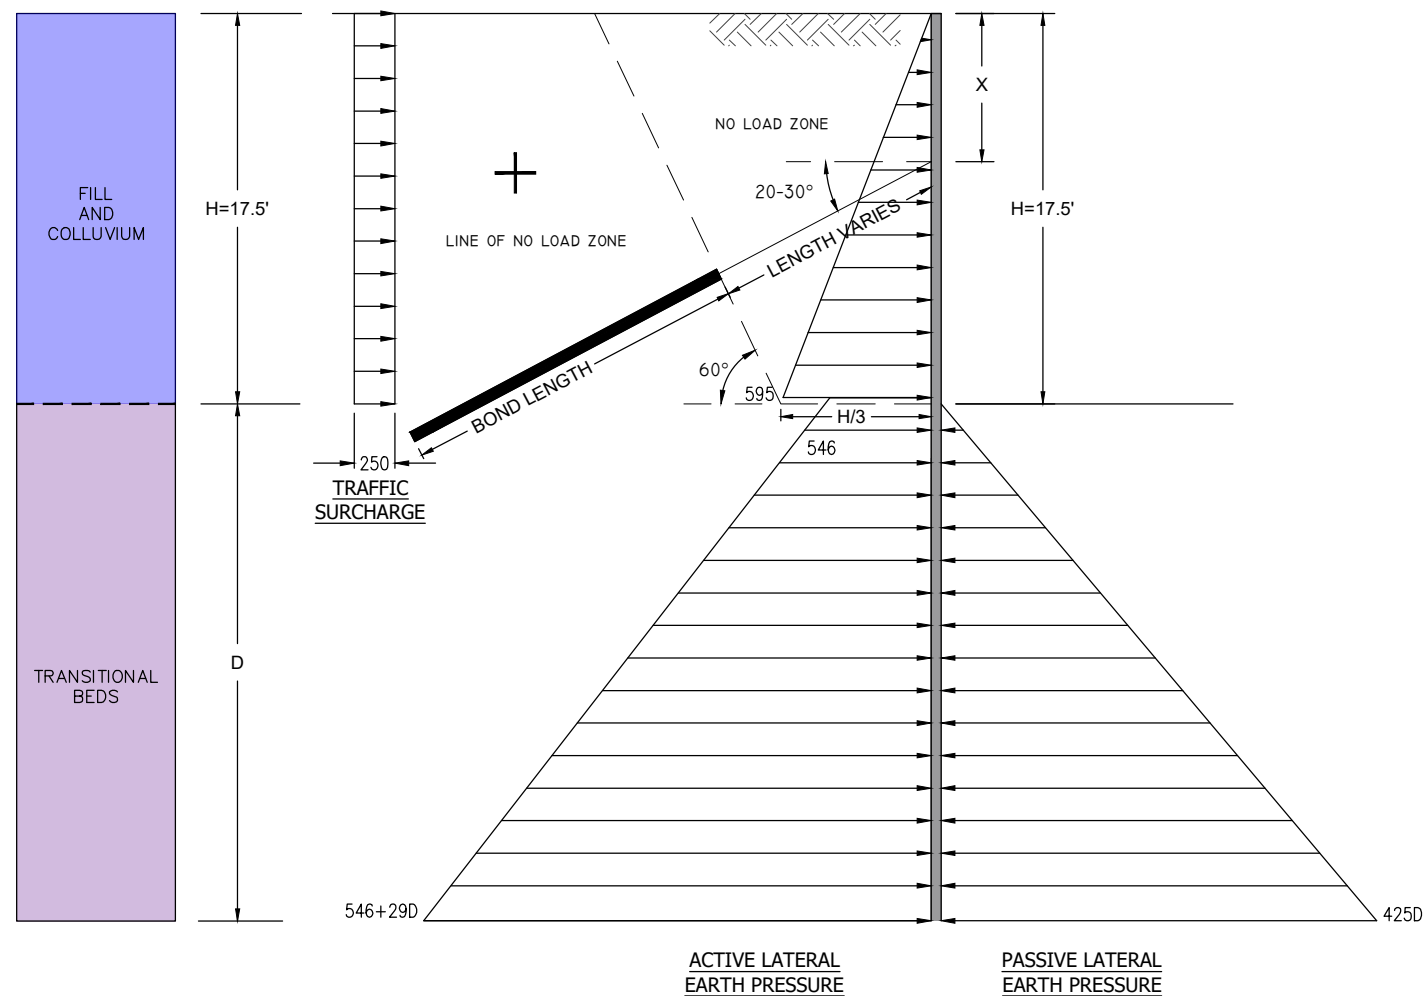 FILL
AND
COLLUVIUM
H=17.5'
NO LOAD ZONE
X
20-30°
H=17.5'
LINE OF NO LOAD ZONE
LENGTH VARIES
60°
BOND LENGTH
595
H/3
546
250
TRAFFIC
SURCHARGE
D
TRANSITIONAL
BEDS
546+29D
425D
ACTIVE LATERAL
EARTH PRESSURE
PASSIVE LATERAL
EARTH PRESSURE